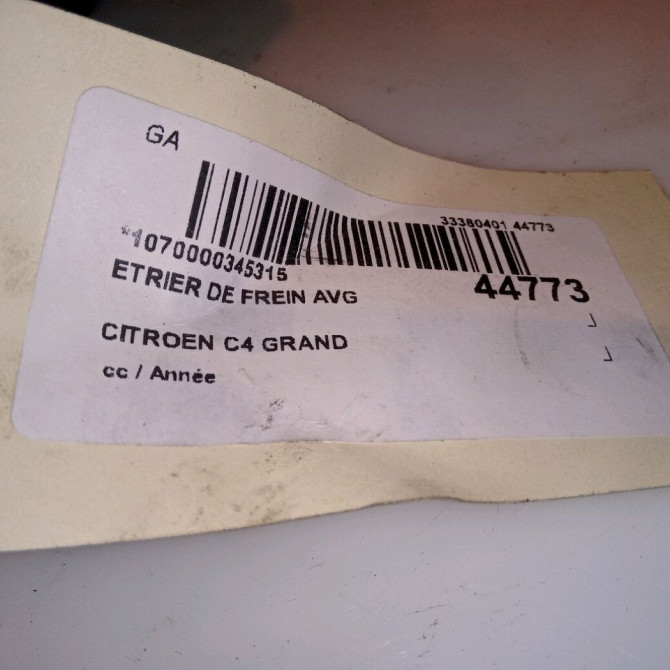 GA
33380401 44773
*1070000345315
44773
ETRIER DE FREIN AVG
CITROEN C4 GRAND
cc / Année